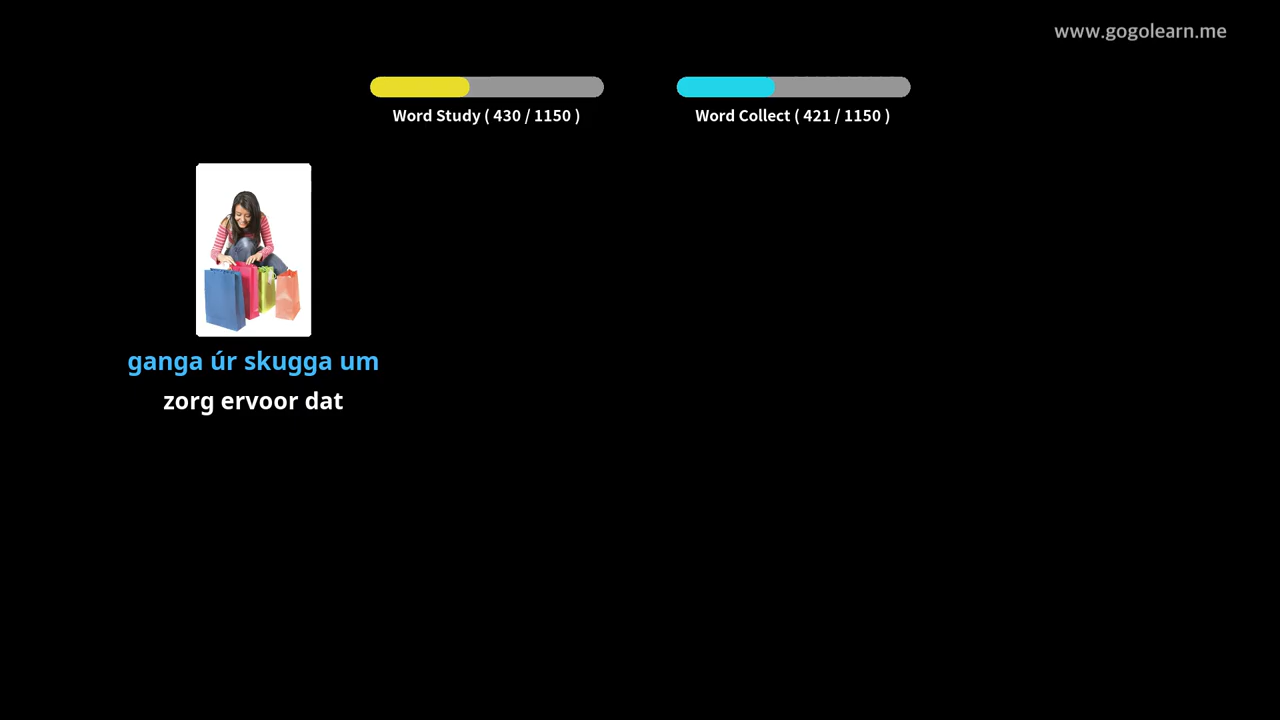 www.gogolearn.me
Word Study ( 430 / 1150 )
Word Collect ( 421 / 1150 )
ganga úr skugga um
zorg ervoor dat